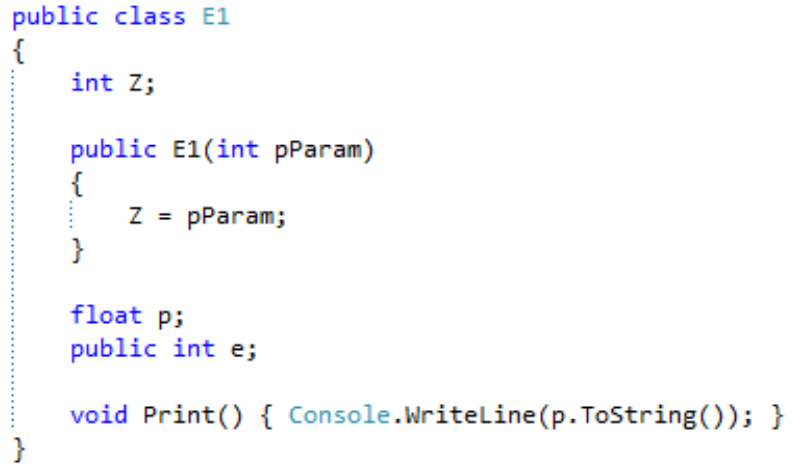 public class E1
{
int Z;
public E1(int pParam)
{
Z = pParam;
}
float p;
public int e;
void Print() { Console.WriteLine(p.ToString()); }
}